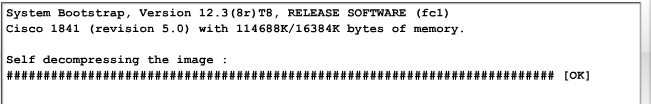 System Bootstrap, Version 12.3(8r)T8, RELEASE SOFTWARE (fc1)
Cisco 1841 (revision 5.0) with 114688K/16384K bytes of memory.
Self decompressing the image :
########################################################################## [OK]